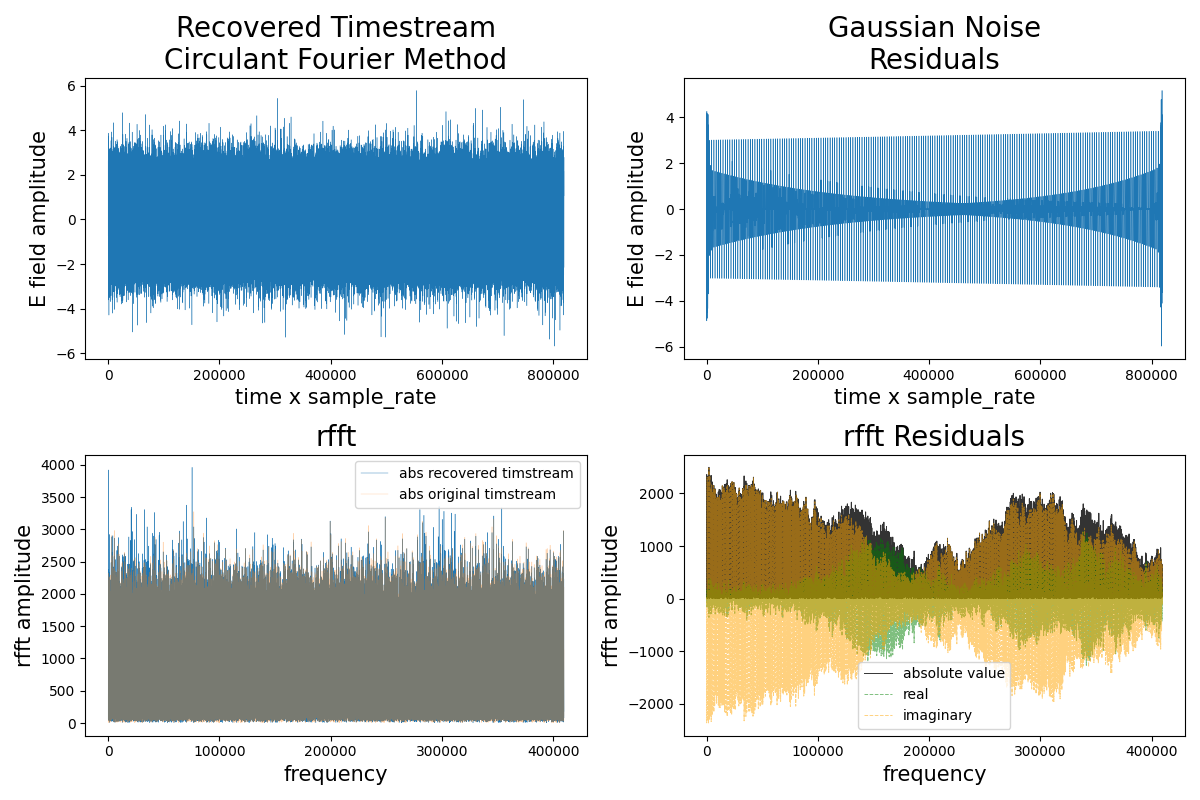 Recovered Timestream
Circulant Fourier Method
E field amplitude
6
4
2
0
−2
−4
−6
0
200000
400000
600000
800000
time x sample_rate
Gaussian Noise
Residuals
E field amplitude
4
2
0
−2
−4
−6
0
200000
400000
600000
800000
time x sample_rate
rfft
rfft amplitude
4000
3500
3000
2500
2000
1500
1000
500
0
abs recovered timstream
abs original timstream
0
100000
200000
300000
400000
frequency
rfft Residuals
rfft amplitude
2000
1000
0
−1000
−2000
absolute value
real
imaginary
0
100000
200000
300000
400000
frequency